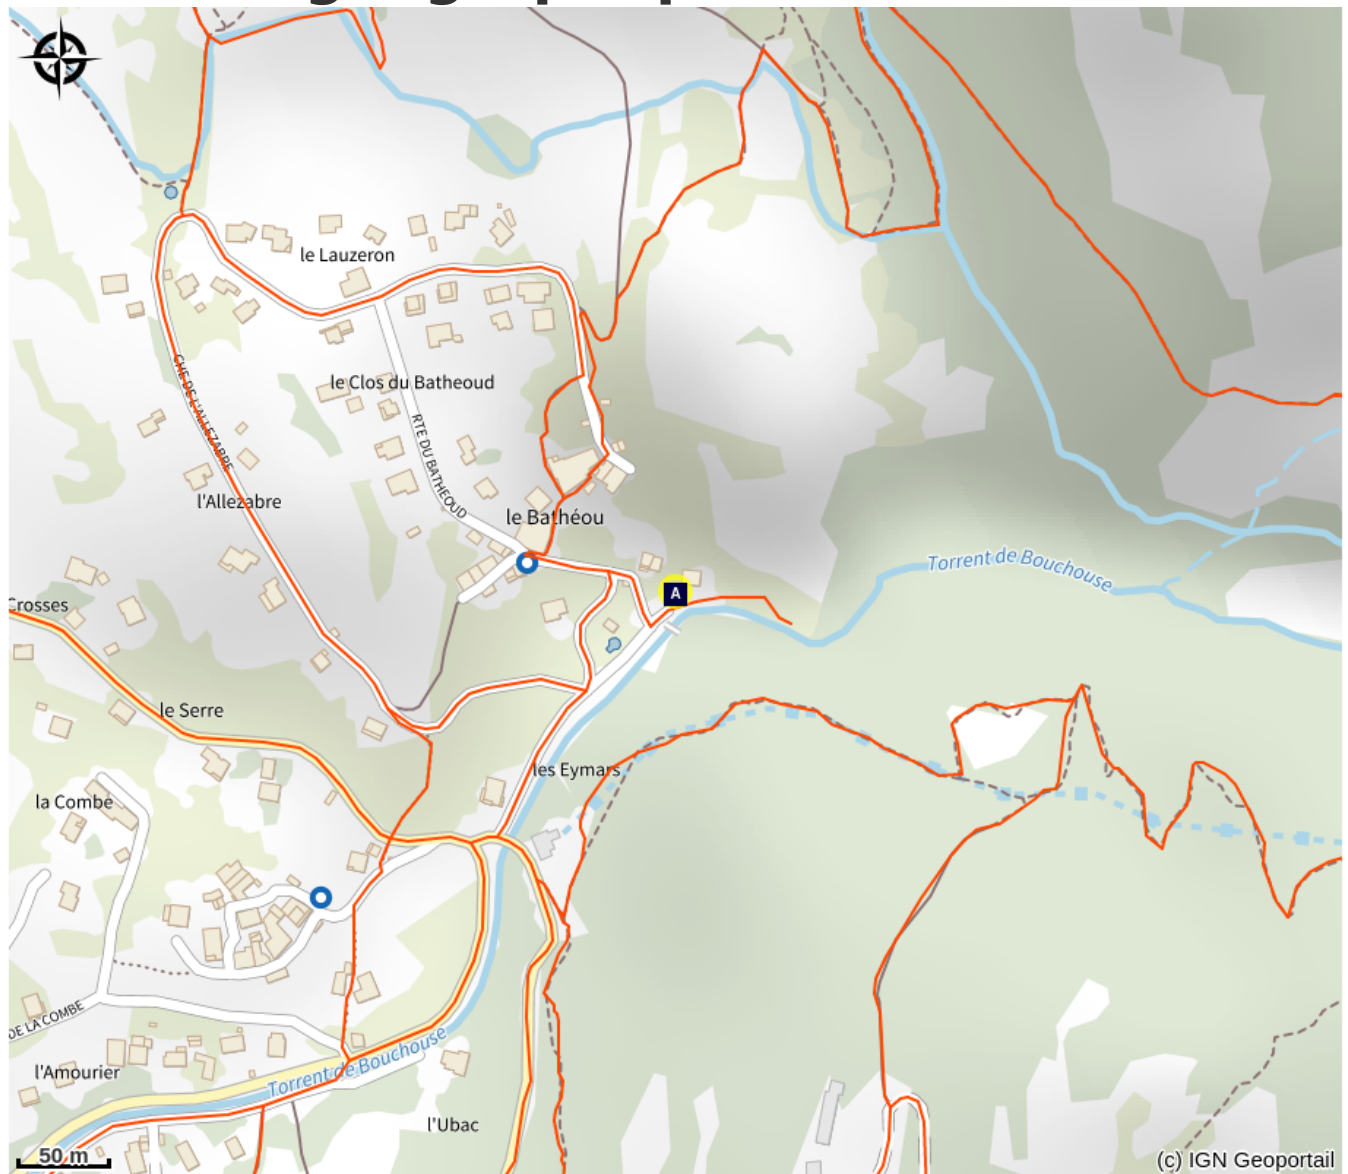 le Lauzeron
CHE DE L'ALLEZABRE
le Clos du Batheoud
RTE DU BATHEOUD
l'Allezabre
le Bathéou
Torrent de Bouchouse
A
Crosses
le Serre
les Eymars
la Combe
DE LA COMBE
Torrent de Bouchouse
l'Amourier
l'Ubac
50 m
(c) IGN Geoportail